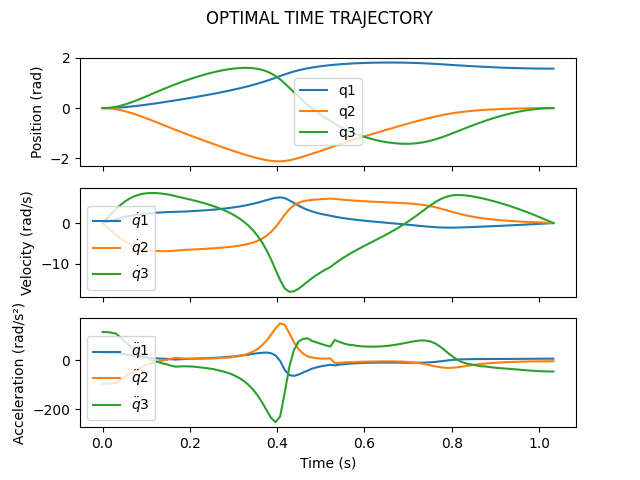 OPTIMAL TIME TRAJECTORY
Position (rad)
2
0
−2
q1
q2
q3
Velocity (rad/s)
0
−10
q̇1
q̇2
q̇3
Acceleration (rad/s²)
0
−200
q̈1
q̈2
q̈3
0.0 0.2 0.4 0.6 0.8 1.0
Time (s)